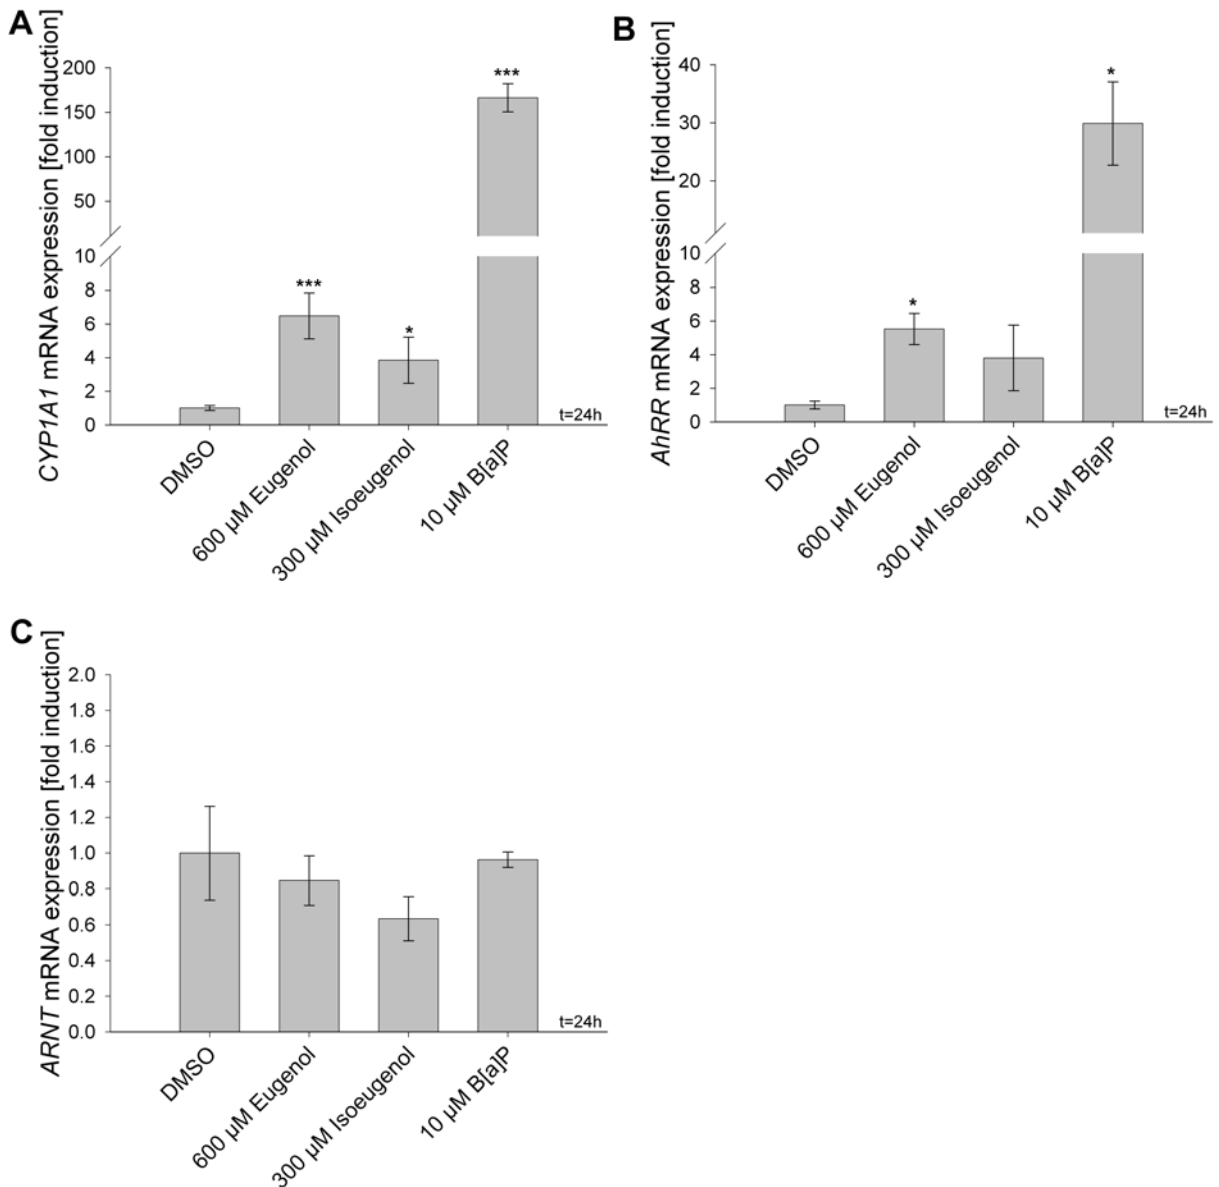 A
CYP1A1 mRNA expression [fold induction]
200
150
100
50
10
8
6
4
2
0
***
*
***
t=24h
DMSO
600 µM Eugenol
300 µM Isoeugenol
10 µM B[a]P
B
AhRR mRNA expression [fold induction]
40
30
20
10
8
6
4
2
0
*
*
t=24h
DMSO
600 µM Eugenol
300 µM Isoeugenol
10 µM B[a]P
C
ARNT mRNA expression [fold induction]
2.0
1.8
1.6
1.4
1.2
1.0
0.8
0.6
0.4
0.2
0.0
t=24h
DMSO
600 µM Eugenol
300 µM Isoeugenol
10 µM B[a]P